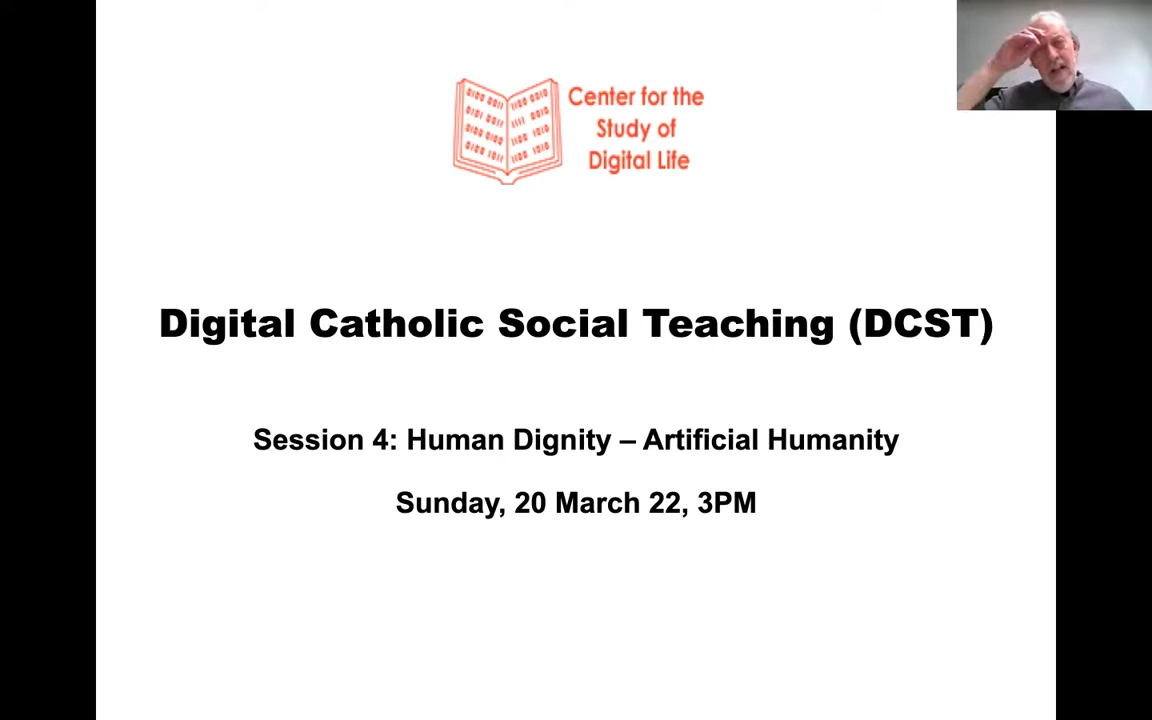 Center for the
Study of
Digital Life
Digital Catholic Social Teaching (DCST)
Session 4: Human Dignity – Artificial Humanity
Sunday, 20 March 22, 3PM